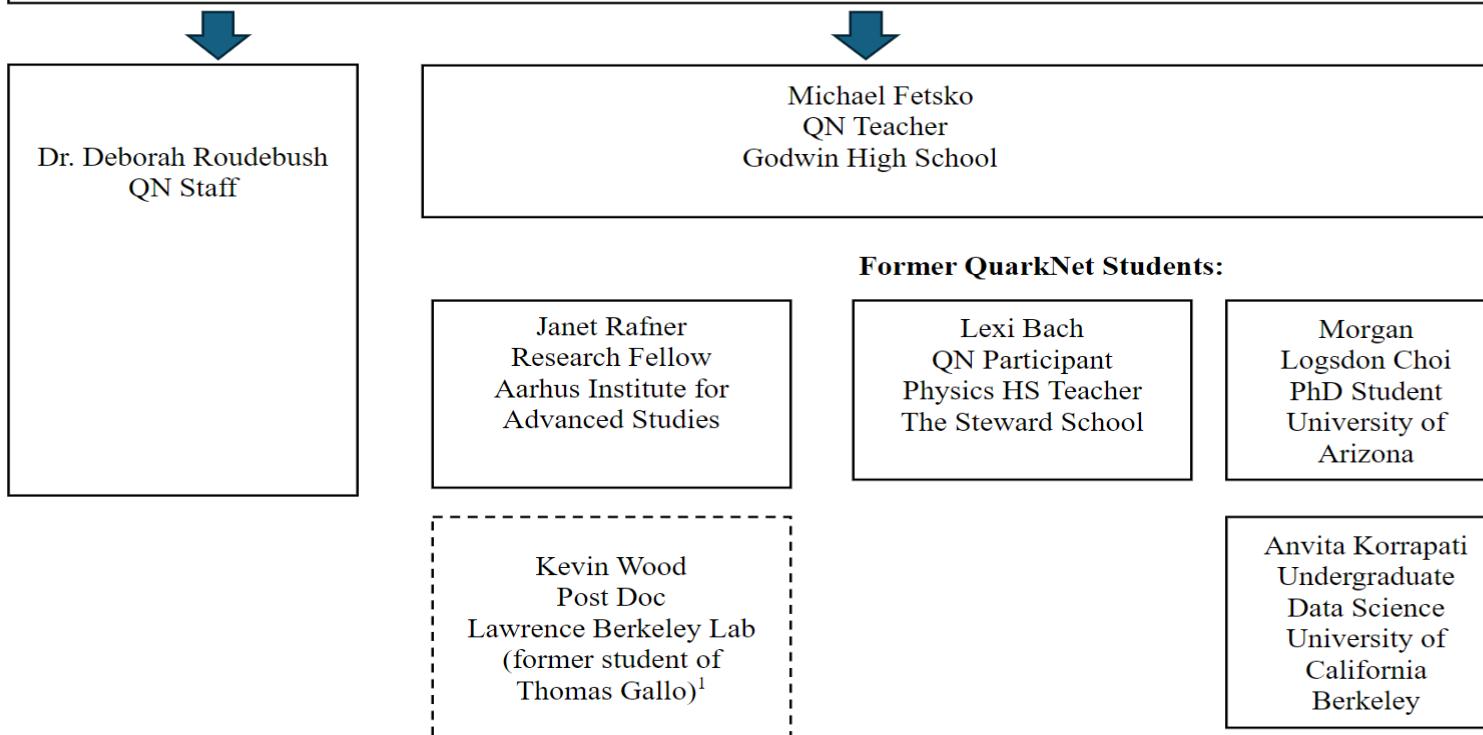 Dr. Deborah Roudebush
QN Staff
Michael Fetsko
QN Teacher
Godwin High School
Former QuarkNet Students:
Janet Rafner
Research Fellow
Aarhus Institute for
Advanced Studies
Lexi Bach
QN Participant
Physics HS Teacher
The Steward School
Morgan
Logsdon Choi
PhD Student
University of
Arizona
Kevin Wood
Post Doc
Lawrence Berkeley Lab
(former student of
Thomas Gallo)¹
Anvita Korrapati
Undergraduate
Data Science
University of
California
Berkeley